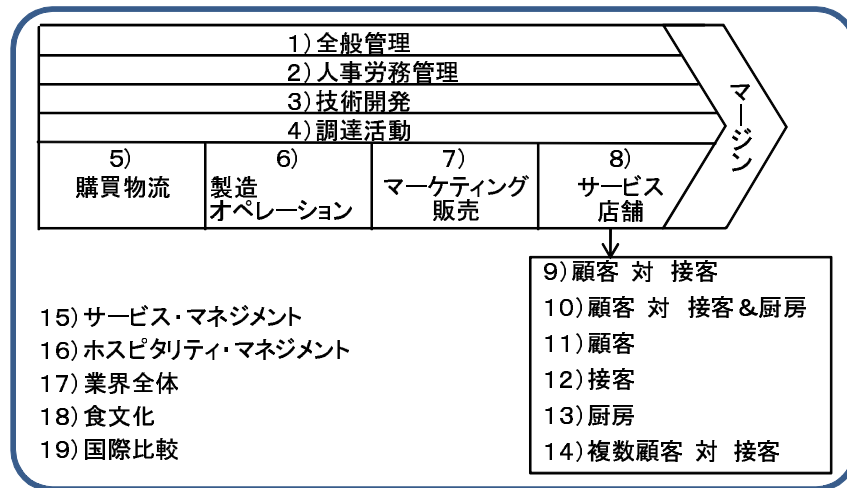 1)全般管理
2)人事労務管理
3)技術開発
4)調達活動
マージン
5)
購買物流
6)
製造
オペレーション
7)
マーケティング
販売
8)
サービス
店舗
9)顧客 対 接客
10)顧客 対 接客&厨房
11)顧客
12)接客
13)厨房
14)複数顧客 対 接客
15)サービス・マネジメント
16)ホスピタリティ・マネジメント
17)業界全体
18)食文化
19)国際比較